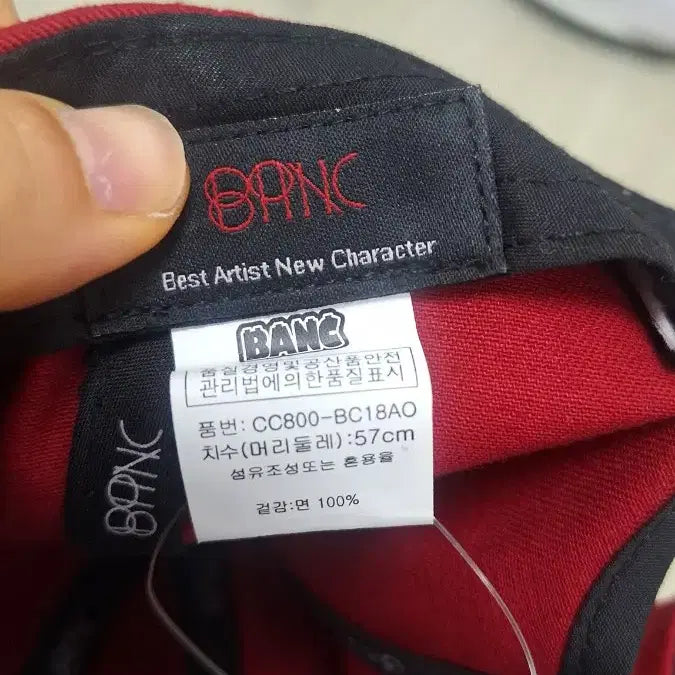 BANC
Best Artist New Character
BANC
품질경영및공산품안전
관리법에의한품질표시
품번: CC800-BC18AO
치수(머리둘레):57cm
섬유조성또는 혼용율
겉감:면 100%
BANC